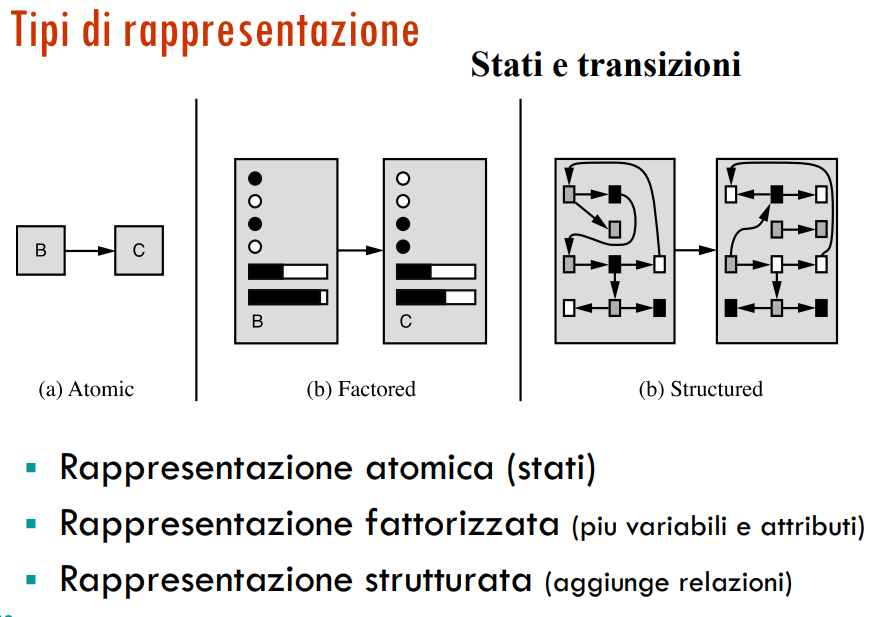 Tipi di rappresentazione
Stati e transizioni
B
C
B
C
(a) Atomic
(b) Factored
(b) Structured
Rappresentazione atomica (stati)
Rappresentazione fattorizzata (piu variabili e attributi)
Rappresentazione strutturata (aggiunge relazioni)